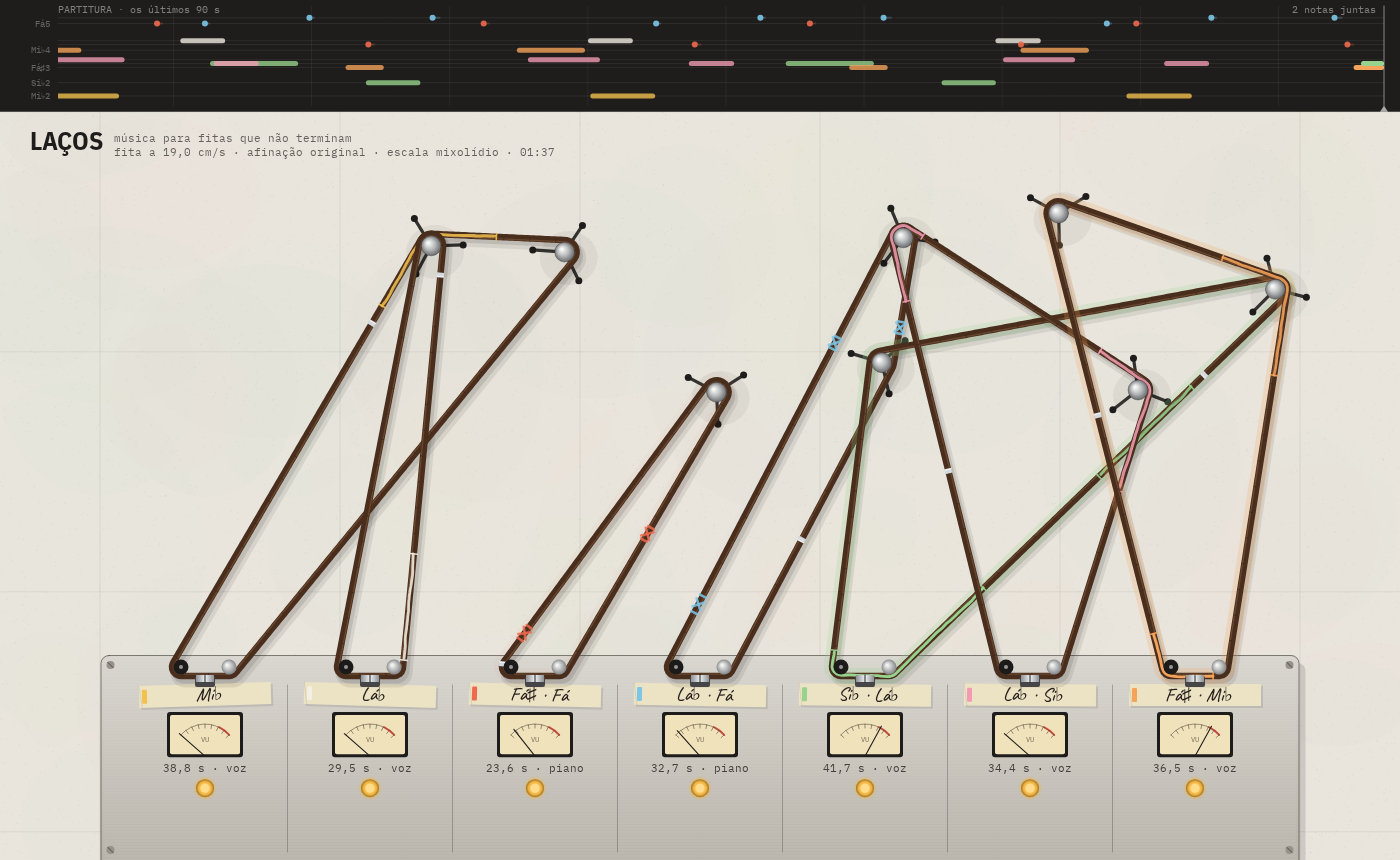 PARTITURA · os últimos 90 s
2 notas juntas
Fá5
Mi♭4
Fá♯3
Si♭2
Mi♭2
LAÇOS
música para fitas que não terminam
fita a 19,0 cm/s · afinação original · escala mixolídio · 01:37
Mi♭
Lá♭
Fá♯ · Fá
Lá♭ · Fá
Si♭ · Lá♭
Lá♭ · Si♭
Fá♯ · Mi♭
VU
VU
VU
VU
VU
VU
VU
38,8 s · voz
29,5 s · voz
23,6 s · piano
32,7 s · piano
41,7 s · voz
34,4 s · voz
36,5 s · voz